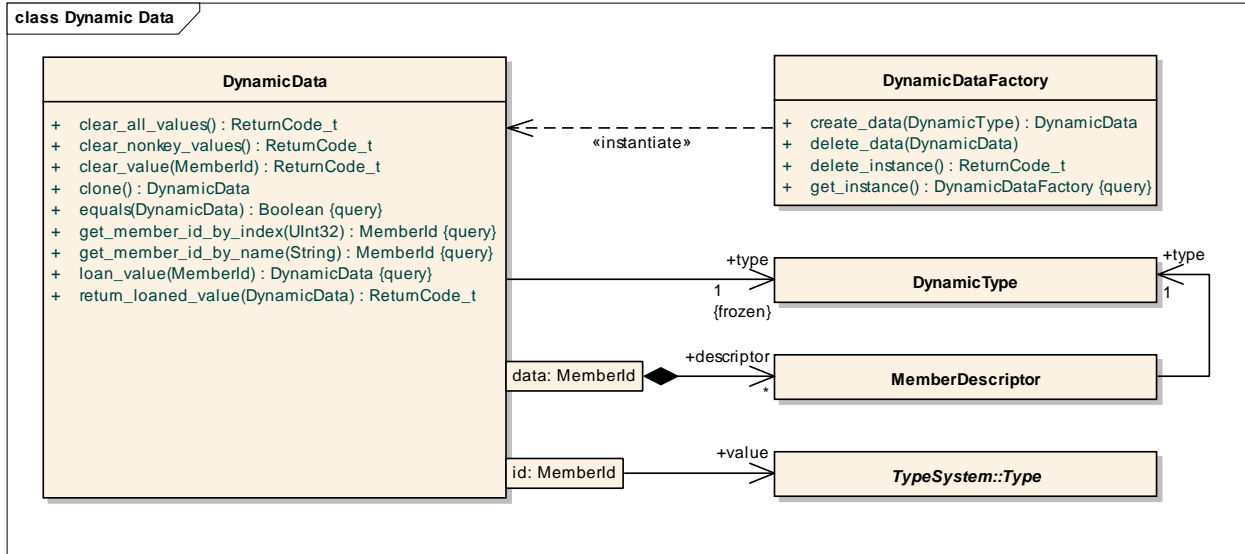 class Dynamic Data
DynamicData
+ clear_all_values() : ReturnCode_t
+ clear_nonkey_values() : ReturnCode_t
+ clear_value(MemberId) : ReturnCode_t
+ clone() : DynamicData
+ equals(DynamicData) : Boolean {query}
+ get_member_id_by_index(UInt32) : MemberId {query}
+ get_member_id_by_name(String) : MemberId {query}
+ loan_value(MemberId) : DynamicData {query}
+ return_loaned_value(DynamicData) : ReturnCode_t
«instantiate»
DynamicDataFactory
+ create_data(DynamicType) : DynamicData
+ delete_data(DynamicData)
+ delete_instance() : ReturnCode_t
+ get_instance() : DynamicDataFactory {query}
+type
1
{frozen}
DynamicType
+type
1
data: MemberId
+descriptor
*
MemberDescriptor
id: MemberId
+value
TypeSystem::Type